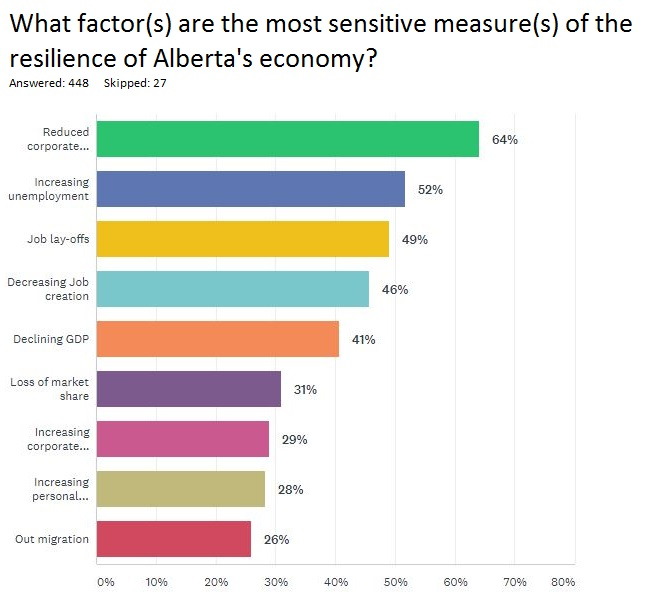 What factor(s) are the most sensitive measure(s) of the
resilience of Alberta's economy?
Answered: 448 Skipped: 27
Reduced
corporate...
64%
Increasing
unemployment
52%
Job lay-offs
49%
Decreasing Job
creation
46%
Declining GDP
41%
Loss of market
share
31%
Increasing
corporate...
29%
Increasing
personal...
28%
Out migration
26%
0% 10% 20% 30% 40% 50% 60% 70% 80%